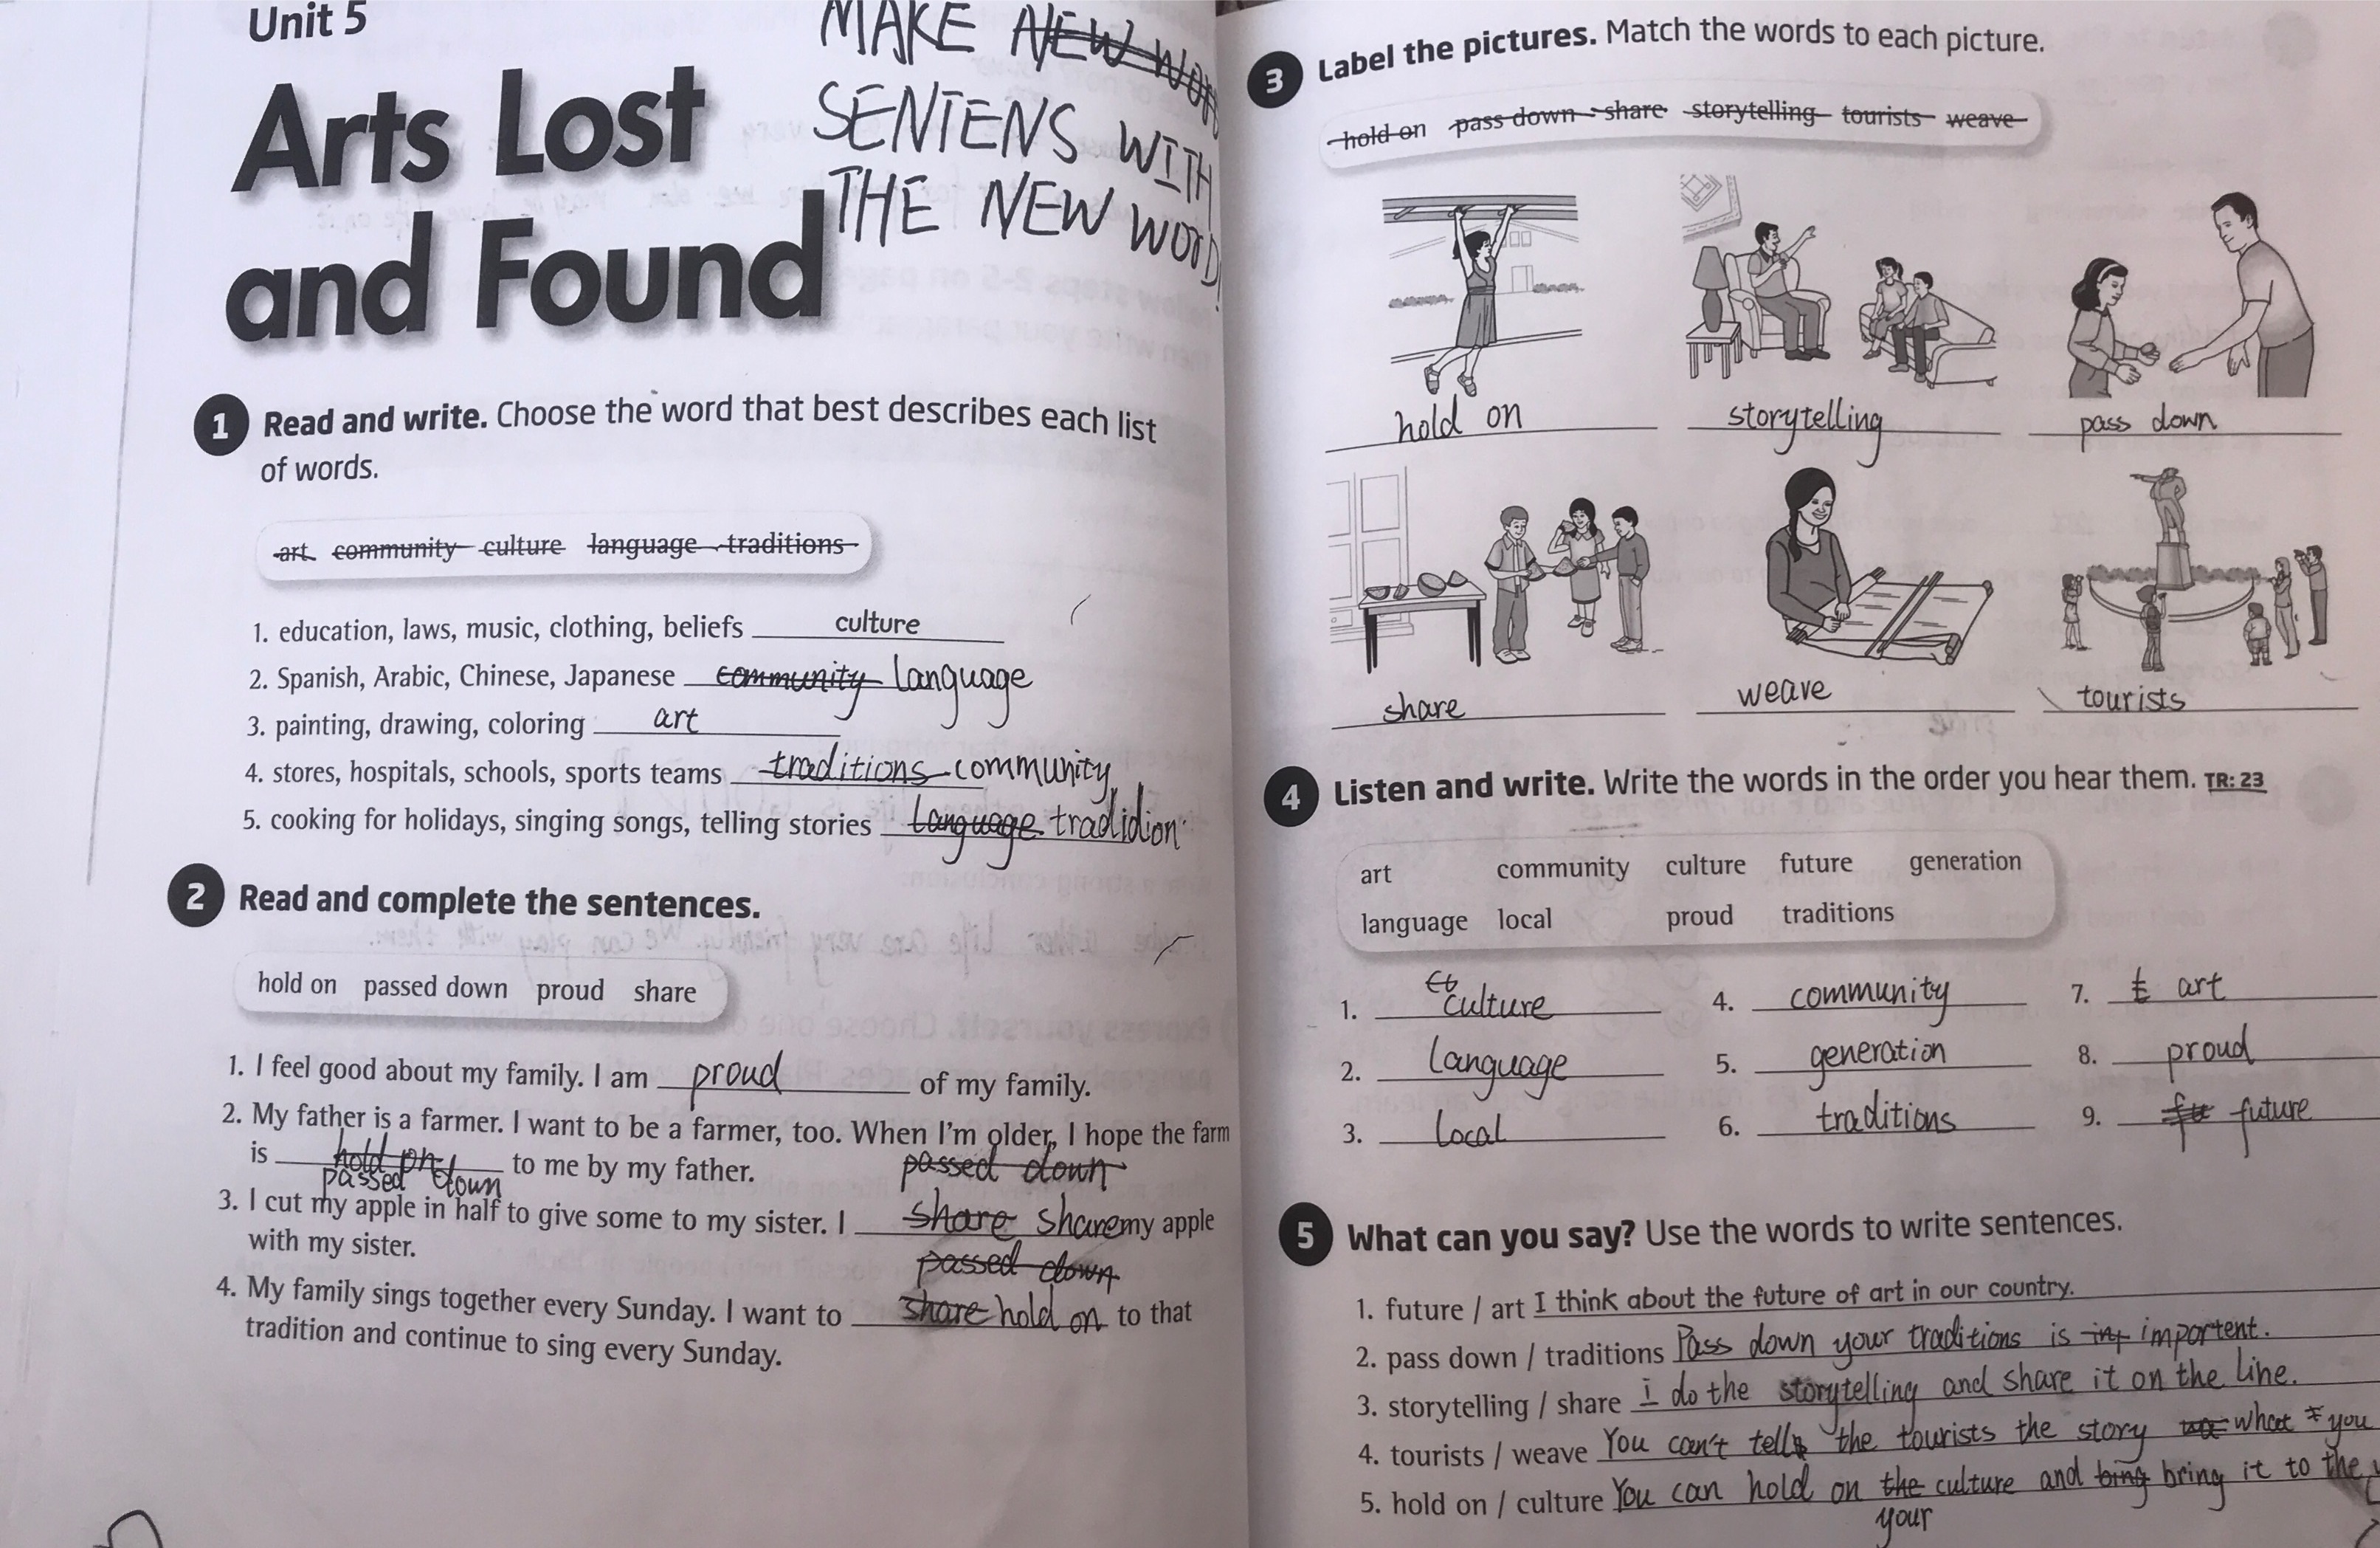 Unit 5
MAKE NEW WOR
SENTENS WITH
THE NEW WORD!
Arts Lost
and Found
1 Read and write. Choose the word that best describes each list
of words.
art community culture language traditions
1. education, laws, music, clothing, beliefs culture
2. Spanish, Arabic, Chinese, Japanese community language
3. painting, drawing, coloring art
4. stores, hospitals, schools, sports teams traditions community
5. cooking for holidays, singing songs, telling stories language tradidion
2 Read and complete the sentences.
hold on passed down proud share
1. I feel good about my family. I am proud of my family.
2. My father is a farmer. I want to be a farmer, too. When I'm older, I hope the farm
is hold on to me by my father. passed down
passed down
3. I cut my apple in half to give some to my sister. I share share my apple
with my sister.
passed down
4. My family sings together every Sunday. I want to share hold on to that
tradition and continue to sing every Sunday.
3 Label the pictures. Match the words to each picture.
hold on pass down share storytelling tourists weave
hold on storytelling pass down
share weave tourists
4 Listen and write. Write the words in the order you hear them. TR: 23
art community culture future generation
language local proud traditions
1. culture 4. community 7. t art
2. language 5. generation 8. proud
3. local 6. traditions 9. fu future
5 What can you say? Use the words to write sentences.
1. future / art I think about the future of art in our country.
2. pass down / traditions Pass down your traditions is im importent.
3. storytelling / share I do the storytelling and share it on the line.
4. tourists / weave You can't tell the tourists the story what you
5. hold on / culture You can hold on the culture and bing bring it to the
your